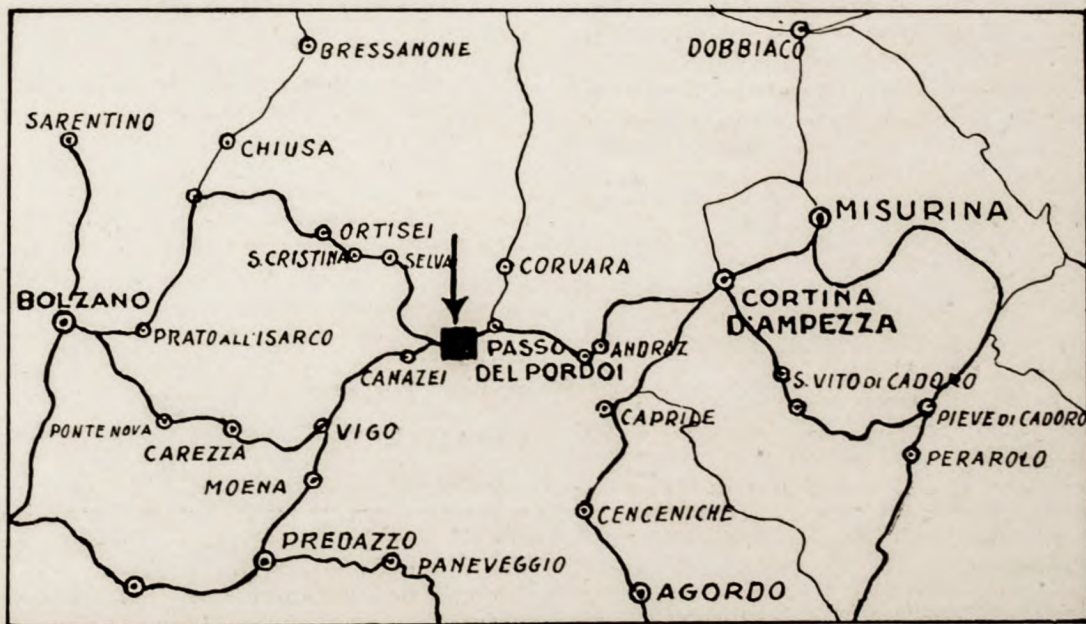 BRESSANONE
DOBBIACO
SARENTINO
CHIUSA
MISURINA
ORTISEI
S. CRISTINA
SELVA
CORVARA
BOLZANO
CORTINA
D'AMPEZZA
PRATO ALL'ISARCO
PASSO
DEL PORDOI
ANDRAZ
CANAZEI
S. VITO DI CADORO
CAPRILE
PIEVE DI CADORO
PONTE NOVA
CAREZZA
VIGO
PERAROLO
MOENA
CENCENICHE
PREDAZZO
PANEVEGGIO
AGORDO